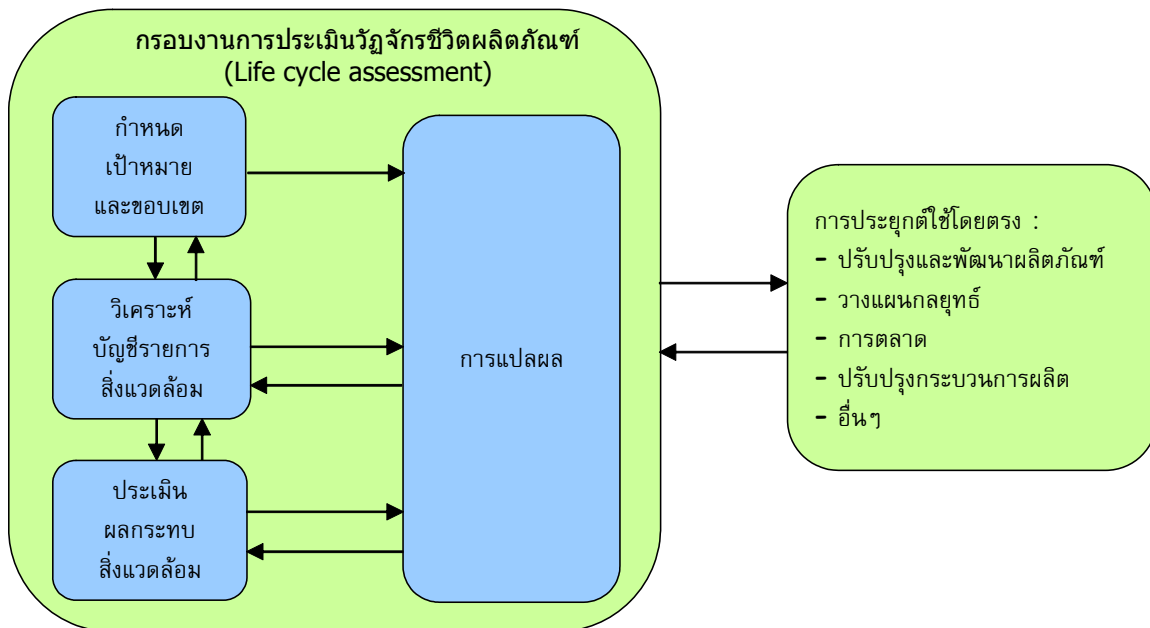 กรอบงานการประเมินวัฏจักรชีวิตผลิตภัณฑ์
(Life cycle assessment)
กำหนด
เป้าหมาย
และขอบเขต
วิเคราะห์
บัญชีรายการ
สิ่งแวดล้อม
ประเมิน
ผลกระทบ
สิ่งแวดล้อม
การแปลผล
การประยุกต์ใช้โดยตรง :
- ปรับปรุงและพัฒนาผลิตภัณฑ์
- วางแผนกลยุทธ์
- การตลาด
- ปรับปรุงกระบวนการผลิต
- อื่นๆ